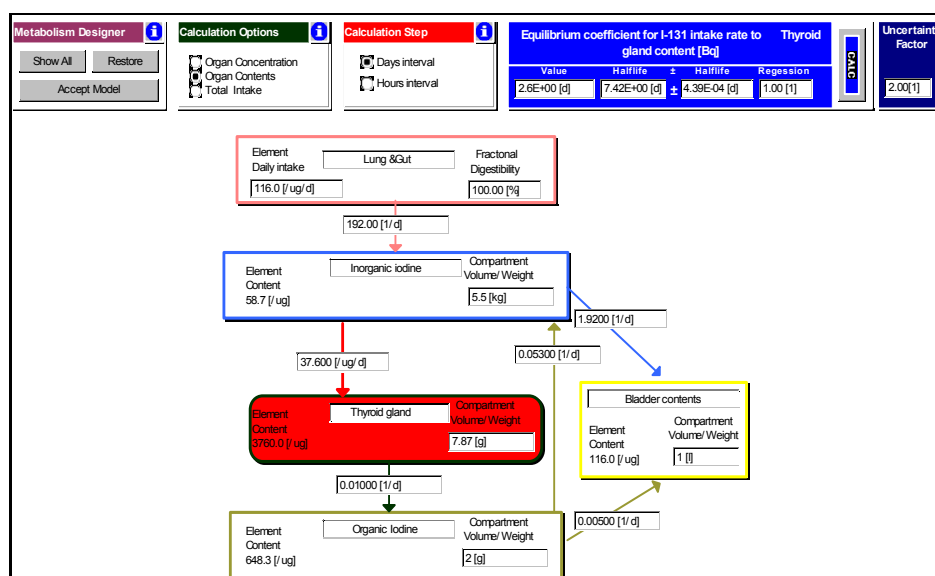 Metabolism Designer
i
Show All
Restore
Accept Model
Calculation Options
i
Organ Concentration
Organ Contents
Total Intake
Calculation Step
i
Days interval
Hours interval
Equilibrium coefficient for I-131 intake rate to Thyroid
gland content [Bq]
Value Halflife ± Halflife Regession
2.6E+00 [d] 7.42E+00 [d] ± 4.39E-04 [d] 1.00 [1]
CALC
Uncertaint
Factor
2.00[1]
Element
Daily intake
Lung &Gut
Fractonal
Digestibility
116.0 [/ ug/ d]
100.00 [%]
192.00 [1/ d]
Element
Content
58.7 [/ ug]
Inorganic iodine
Compartment
Volume/ Weight
5.5 [kg]
1.9200 [1/ d]
0.05300 [1/ d]
37.600 [/ ug/ d]
Element
Content
3760.0 [/ ug]
Thyroid gland
Compartment
Volume/ Weight
7.87 [g]
Bladder contents
Element
Content
116.0 [/ ug]
Compartment
Volume/ Weight
1 [l]
0.01000 [1/ d]
0.00500 [1/ d]
Element
Content
648.3 [/ ug]
Organic Iodine
Compartment
Volume/ Weight
2 [g]